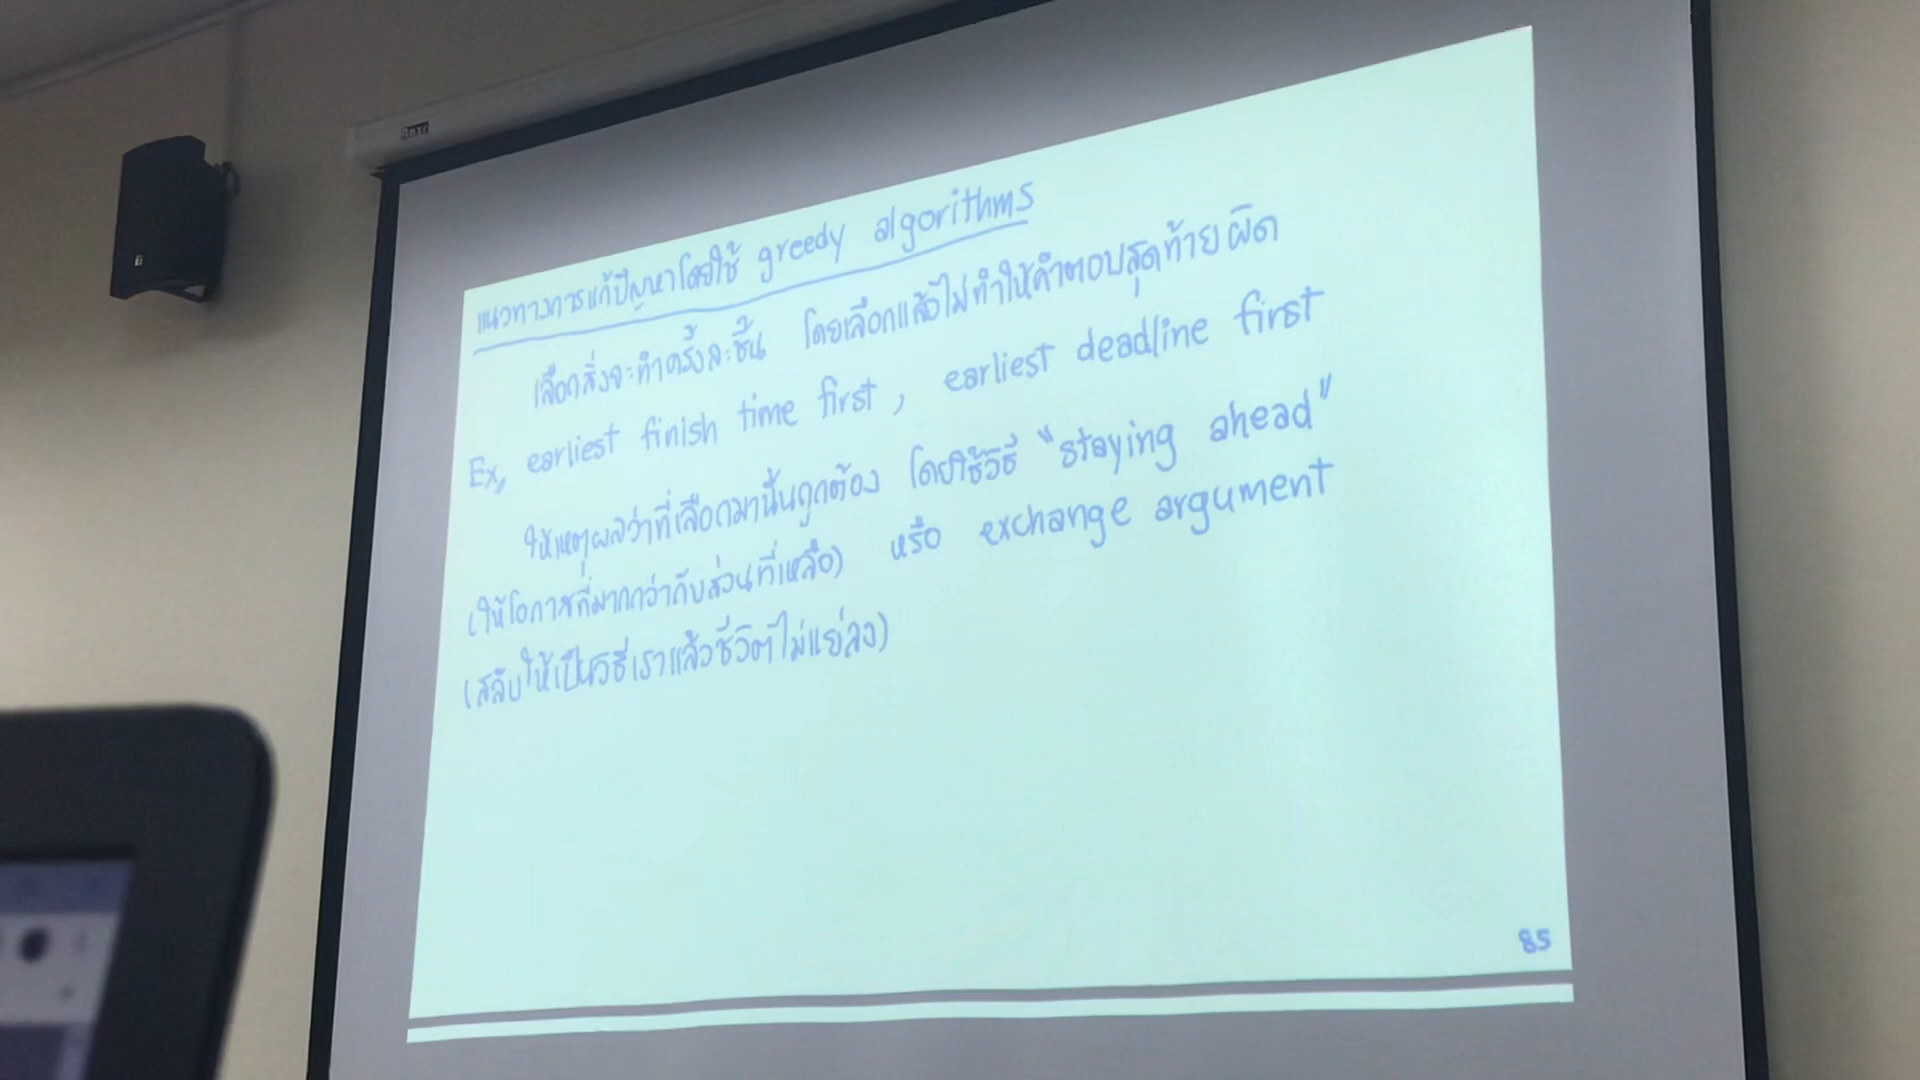 แนวทางการแก้ปัญหาโดยใช้ greedy algorithms
เลือกสิ่งจะทำครั้งละชิ้น โดยเลือกแล้วไม่ทำให้คำตอบสุดท้ายผิด
Ex, earliest finish time first, earliest deadline first
ให้เหตุผลว่าที่เลือกมานั้นถูกต้อง โดยใช้วิธี "staying ahead"
(ให้โอกาสที่มากกว่ากับส่วนที่เหลือ) หรือ exchange argument
(สลับให้เป็นวิธีเราแล้วชีวิตไม่แย่ลง)
85